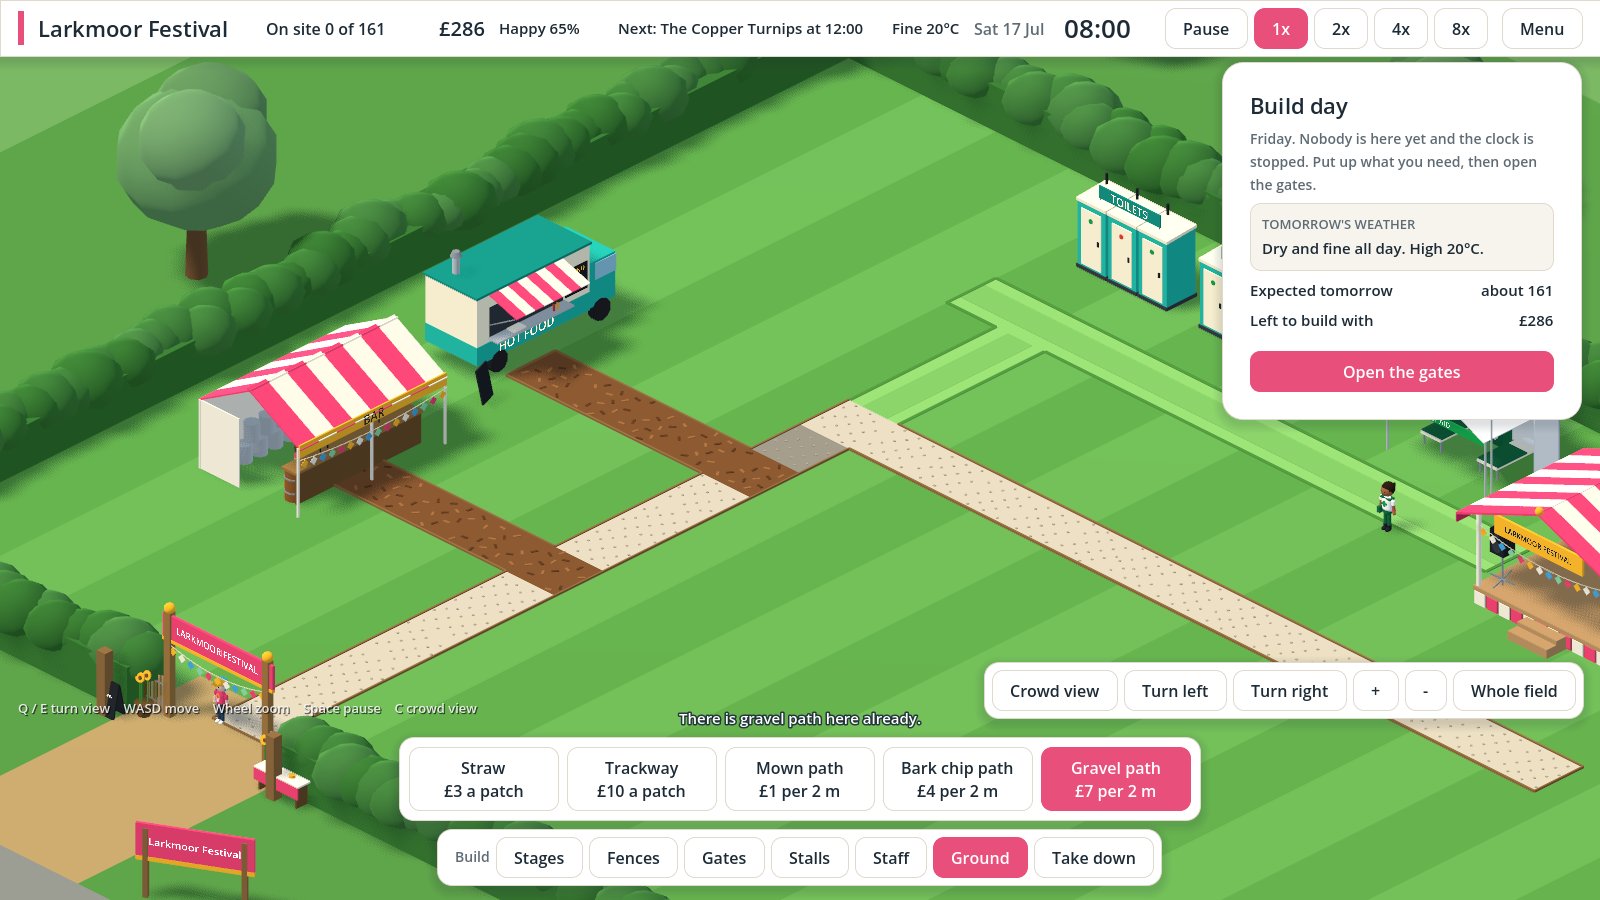 Larkmoor Festival
On site 0 of 161
£286
Happy 65%
Next: The Copper Turnips at 12:00
Fine 20°C
Sat 17 Jul
08:00
Pause
1x
2x
4x
8x
Menu
Build day
Friday. Nobody is here yet and the clock is
stopped. Put up what you need, then open
the gates.
TOMORROW'S WEATHER
Dry and fine all day. High 20°C.
Expected tomorrow
about 161
Left to build with
£286
Open the gates
TOILETS
HOT FOOD
BAR
LARKMOOR FESTIVAL
LARKMOOR FESTIVAL
Q / E turn view
WASD move
Wheel zoom
Space pause
C crowd view
Crowd view
Turn left
Turn right
+
-
Whole field
There is gravel path here already.
Straw
£3 a patch
Trackway
£10 a patch
Mown path
£1 per 2 m
Bark chip path
£4 per 2 m
Gravel path
£7 per 2 m
Larkmoor Festival
Build
Stages
Fences
Gates
Stalls
Staff
Ground
Take down